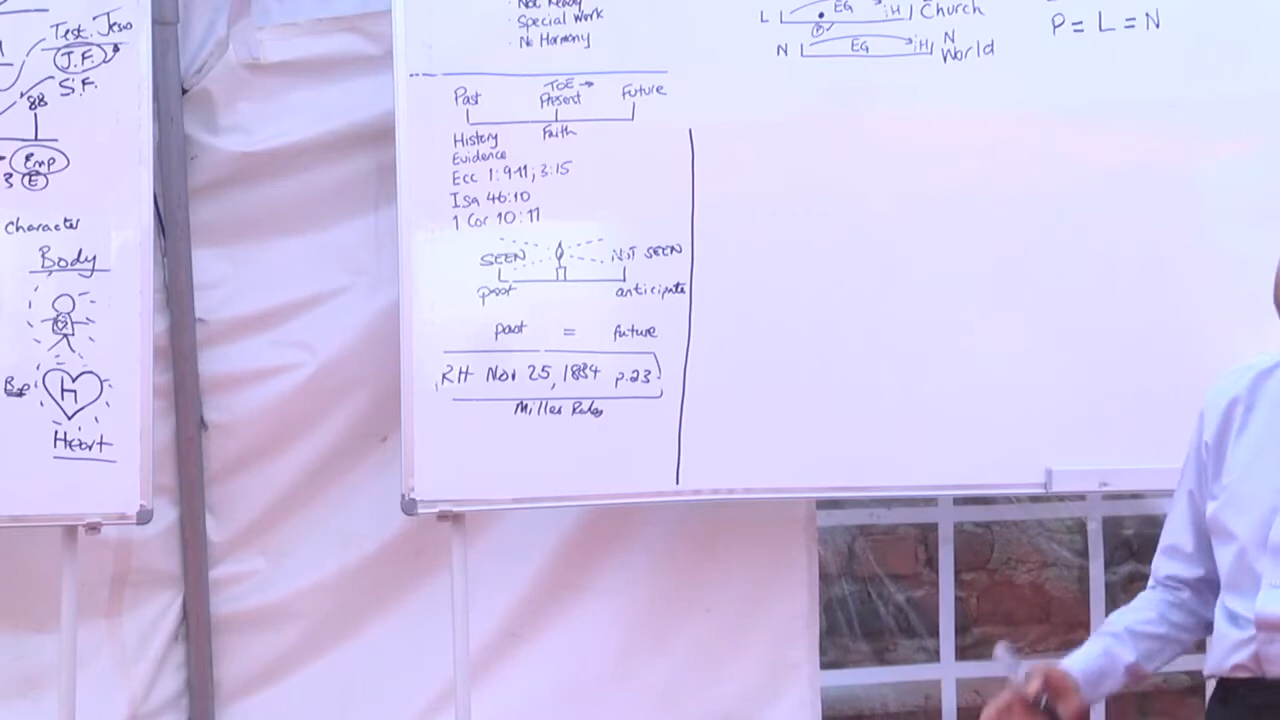 Test. Jesus
J.F.
S.F.
88
Emp
3 E
character
Body
H
Heart
Not Ready
· Special Work
· No Harmony
TOE →
Past Present Future
History Faith
Evidence
Ecc 1:9-11; 3:15
Isa 46:10
1 Cor 10:11
SEEN NOT SEEN
past anticipate
past = future
RH Nov 25, 1884 p.23
Miller Rules
L EG H Church
P
N EG H N World
P = L = N